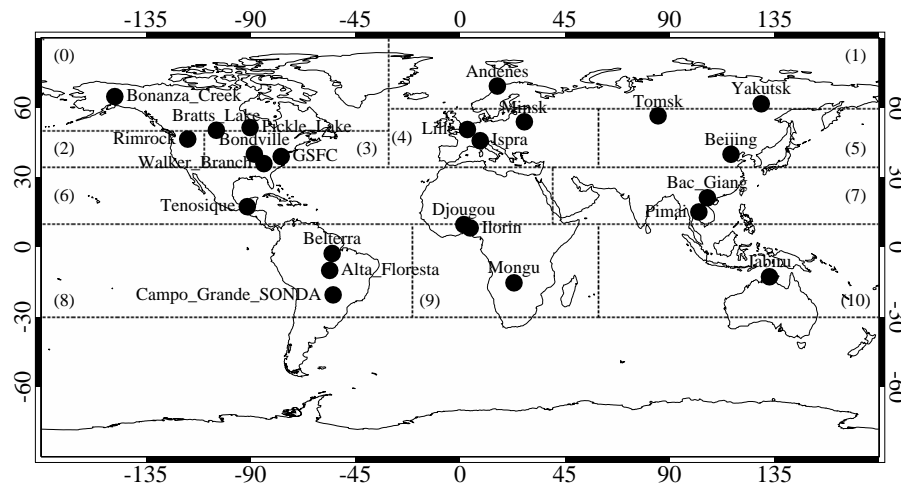 -135 -90 -45 0 45 90 135
(0) (1)
Andenes
Bonanza_Creek
Yakutsk
Tomsk
60 60
Minsk
Bratts_Lake
Pickle_Lake
Lille
Rimrock
Bondville
Ispra
Beijing
(2) (3) (4) (5)
Walker_Branch
GSFC
30 30
Bac_Giang
(6) (7)
Tenosique
Djougou
Pimai
Ilorin
Belterra
0 0
Alta_Floresta
Mongu
Jabiru
Campo_Grande_SONDA
(8) (9) (10)
-30 -30
-60 -60
-135 -90 -45 0 45 90 135